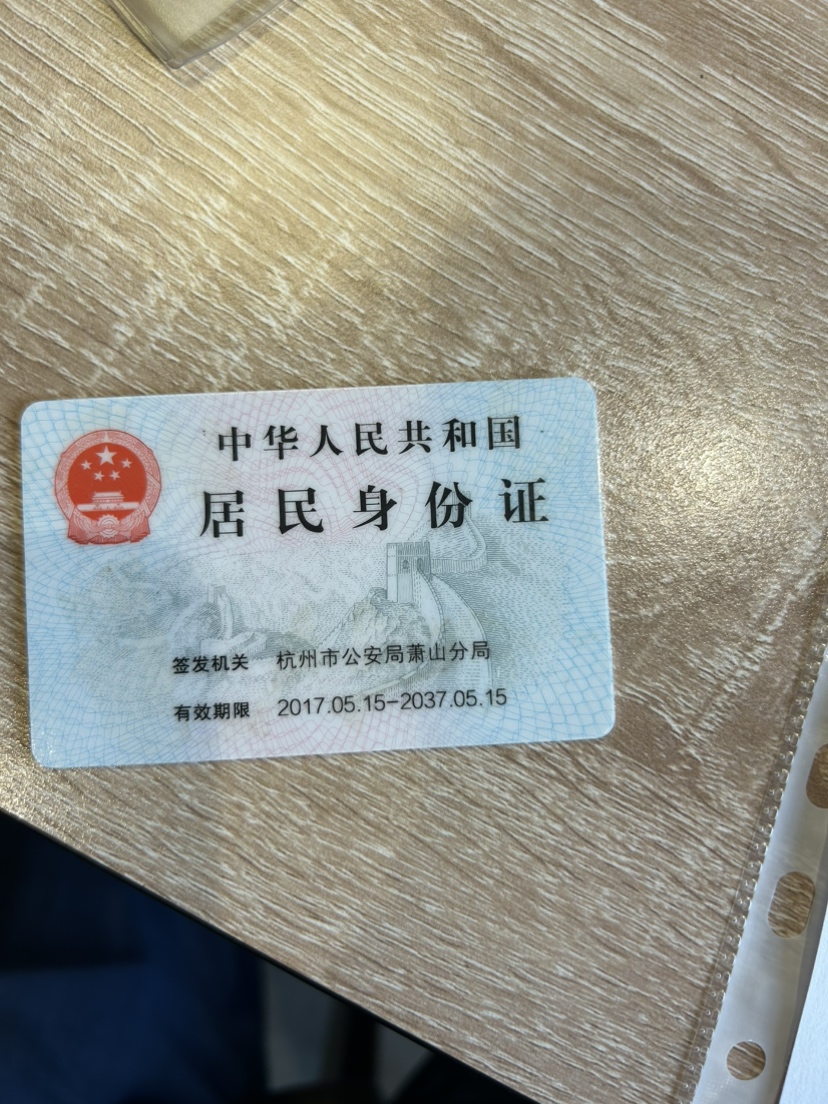 中华人民共和国
居民身份证
签发机关 杭州市公安局萧山分局
有效期限 2017.05.15-2037.05.15